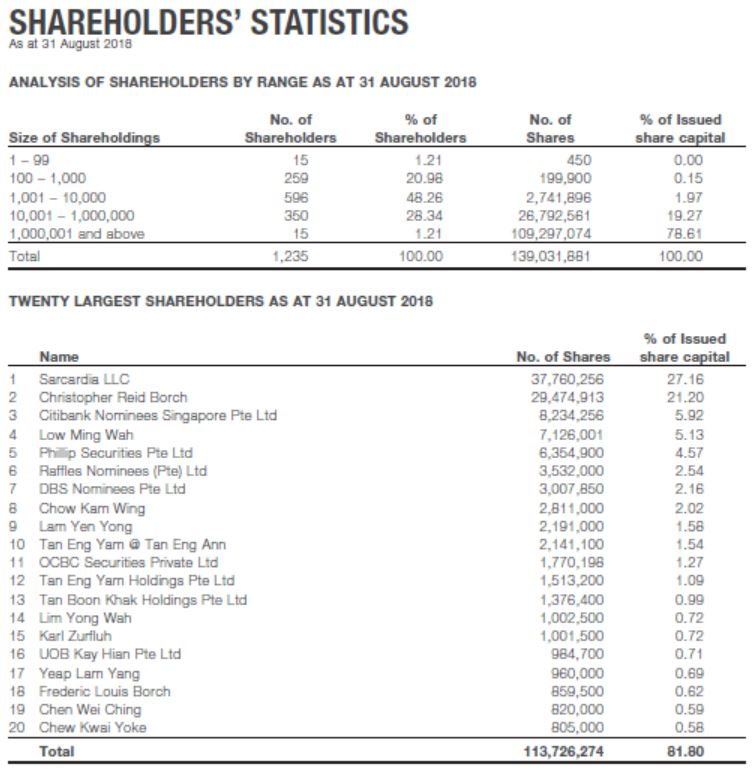 SHAREHOLDERS' STATISTICS
As at 31 August 2018
ANALYSIS OF SHAREHOLDERS BY RANGE AS AT 31 AUGUST 2018
No. of % of No. of % of Issued
Size of Shareholdings Shareholders Shareholders Shares share capital
1 – 99 15 1.21 450 0.00
100 – 1,000 259 20.98 199,900 0.15
1,001 – 10,000 596 48.26 2,741,896 1.97
10,001 – 1,000,000 350 28.34 26,792,561 19.27
1,000,001 and above 15 1.21 109,297,074 78.61
Total 1,235 100.00 139,031,881 100.00
TWENTY LARGEST SHAREHOLDERS AS AT 31 AUGUST 2018
% of Issued
Name No. of Shares share capital
1 Sarcardia LLC 37,760,256 27.16
2 Christopher Reid Borch 29,474,913 21.20
3 Citibank Nominees Singapore Pte Ltd 8,234,256 5.92
4 Low Ming Wah 7,126,001 5.13
5 Phillip Securities Pte Ltd 6,354,900 4.57
6 Raffles Nominees (Pte) Ltd 3,532,000 2.54
7 DBS Nominees Pte Ltd 3,007,850 2.16
8 Chow Kam Wing 2,811,000 2.02
9 Lam Yen Yong 2,191,000 1.58
10 Tan Eng Yam @ Tan Eng Ann 2,141,100 1.54
11 OCBC Securities Private Ltd 1,770,198 1.27
12 Tan Eng Yam Holdings Pte Ltd 1,513,200 1.09
13 Tan Boon Khak Holdings Pte Ltd 1,376,400 0.99
14 Lim Yong Wah 1,002,500 0.72
15 Karl Zurfluh 1,001,500 0.72
16 UOB Kay Hian Pte Ltd 984,700 0.71
17 Yeap Lam Yang 960,000 0.69
18 Frederic Louis Borch 859,500 0.62
19 Chen Wei Ching 820,000 0.59
20 Chew Kwai Yoke 805,000 0.58
Total 113,726,274 81.80